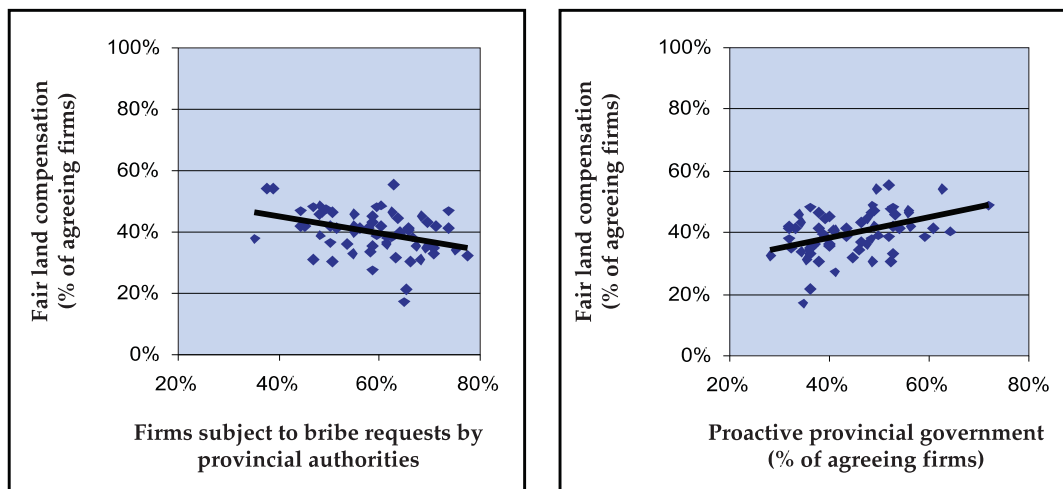 Fair land compensation
(% of agreeing firms)
100%
80%
60%
40%
20%
0%
20%
40%
60%
80%
Firms subject to bribe requests by
provincial authorities
Fair land compensation
(% of agreeing firms)
100%
80%
60%
40%
20%
0%
20%
40%
60%
80%
Proactive provincial government
(% of agreeing firms)